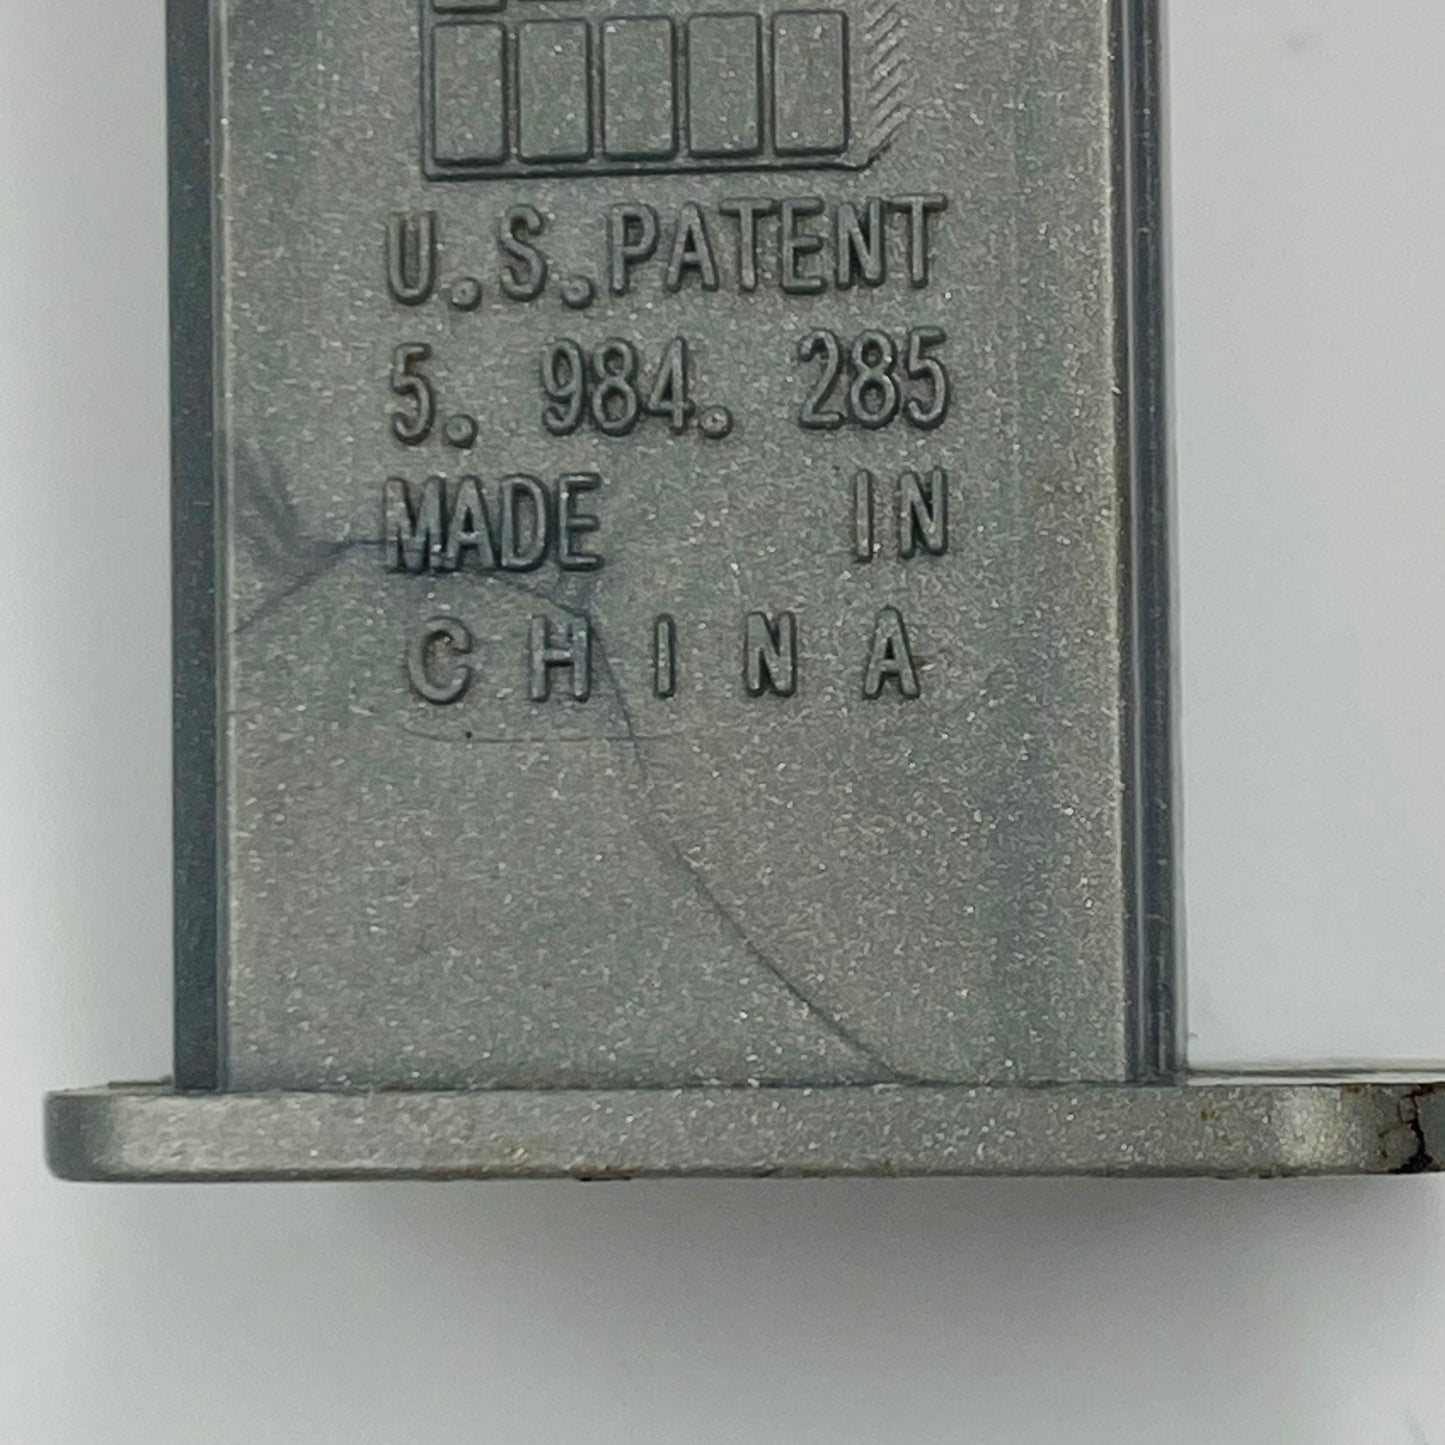 U.S.PATENT
5. 984. 285
MADE IN
CHINA